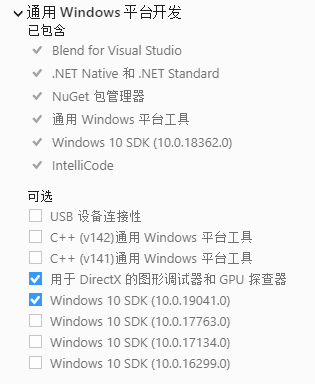 通用 Windows 平台开发
已包含
Blend for Visual Studio
.NET Native 和 .NET Standard
NuGet 包管理器
通用 Windows 平台工具
Windows 10 SDK (10.0.18362.0)
IntelliCode
可选
USB 设备连接性
C++ (v142)通用 Windows 平台工具
C++ (v141)通用 Windows 平台工具
用于 DirectX 的图形调试器和 GPU 探查器
Windows 10 SDK (10.0.19041.0)
Windows 10 SDK (10.0.17763.0)
Windows 10 SDK (10.0.17134.0)
Windows 10 SDK (10.0.16299.0)